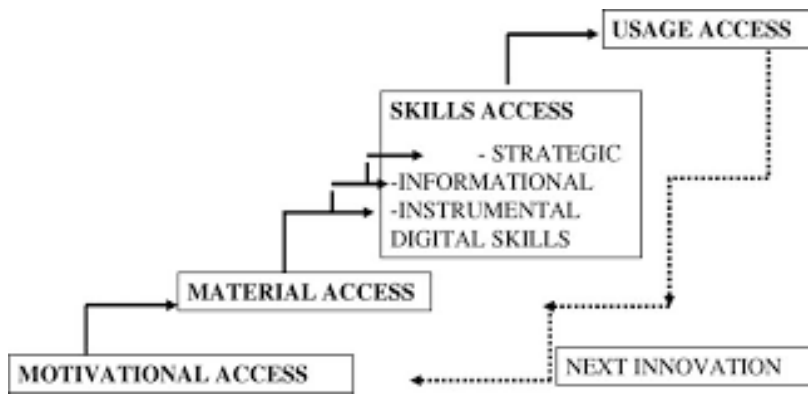 USAGE ACCESS
SKILLS ACCESS
- STRATEGIC
-INFORMATIONAL
-INSTRUMENTAL
DIGITAL SKILLS
MATERIAL ACCESS
MOTIVATIONAL ACCESS
NEXT INNOVATION